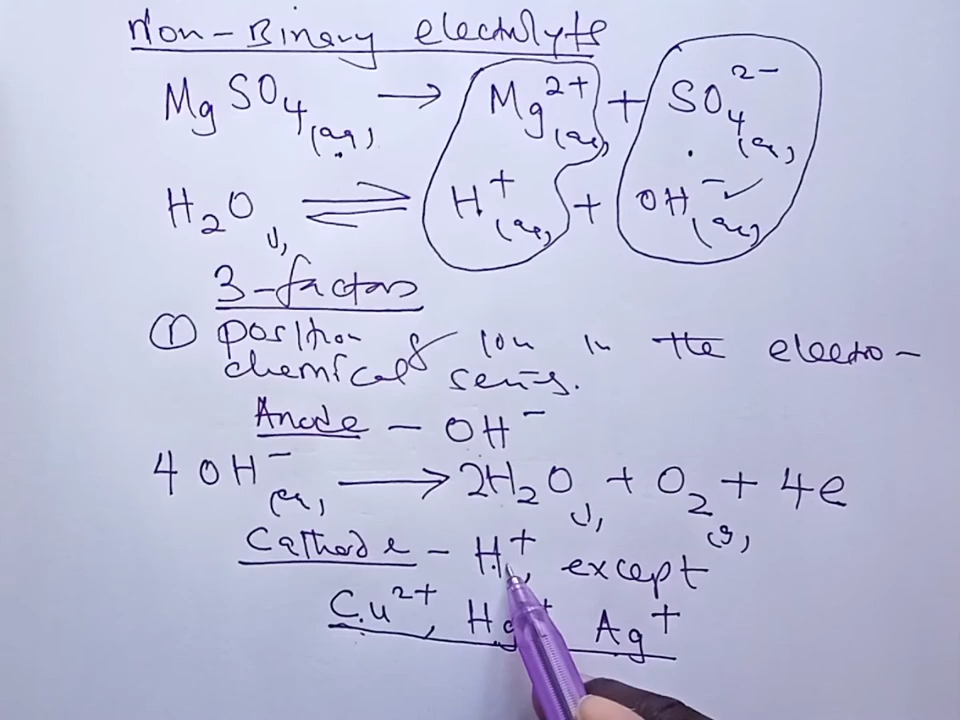 Non-Binary electrolyte
MgSO₄(aq) → Mg²⁺(aq) + SO₄²⁻(aq)
H₂O(l) ⇌ H⁺(aq) + OH⁻(aq) ✓
3-factors
① position of ion in the electro-
chemical series.
Anode - OH⁻
4OH⁻(aq) → 2H₂O(l) + O₂(g) + 4e
Cathode - H⁺, except
Cu²⁺, Ag⁺